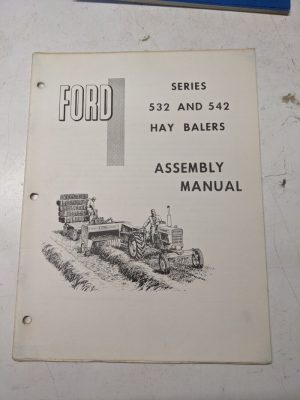 FORD
SERIES
532 AND 542
HAY BALERS
ASSEMBLY
MANUAL